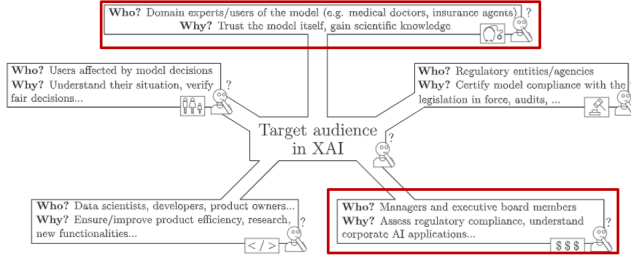 Who? Domain experts/users of the model (e.g. medical doctors, insurance agents)
Why? Trust the model itself, gain scientific knowledge
?
Who? Users affected by model decisions
Why? Understand their situation, verify
fair decisions...
?
Who? Regulatory entities/agencies
Why? Certify model compliance with the
legislation in force, audits, ...
?
Target audience
in XAI
?
Who? Data scientists, developers, product owners...
Why? Ensure/improve product efficiency, research,
new functionalities...
</>
?
Who? Managers and executive board members
Why? Assess regulatory compliance, understand
corporate AI applications...
$ $ $
?